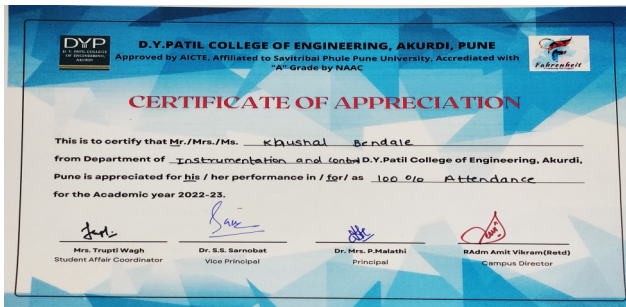 DYP
D. Y. PATIL COLLEGE
OF ENGINEERING,
AKURDI
D.Y.PATIL COLLEGE OF ENGINEERING, AKURDI, PUNE
Approved by AICTE, Affiliated to Savitribai Phule Pune University, Accredited with
"A" Grade by NAAC
Fahrenheit
CERTIFICATE OF APPRECIATION
This is to certify that Mr./Mrs./Ms. Khushal Bendale
from Department of Instrumentation and Control D.Y.Patil College of Engineering, Akurdi,
Pune is appreciated for his / her performance in / for/ as 100 % Attendance
for the Academic year 2022-23.
Mrs. Trupti Wagh
Student Affair Coordinator
Dr. S.S. Sarnobat
Vice Principal
Dr. Mrs. P.Malathi
Principal
RAdm Amit Vikram(Retd)
Campus Director